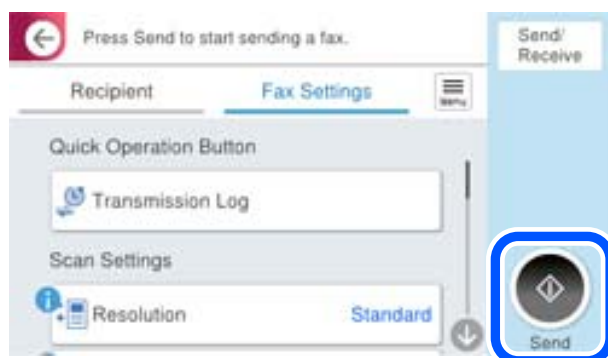 Press Send to start sending a fax.
Send/
Receive
Recipient
Fax Settings
Menu
Quick Operation Button
Transmission Log
Scan Settings
Resolution
Standard
Send